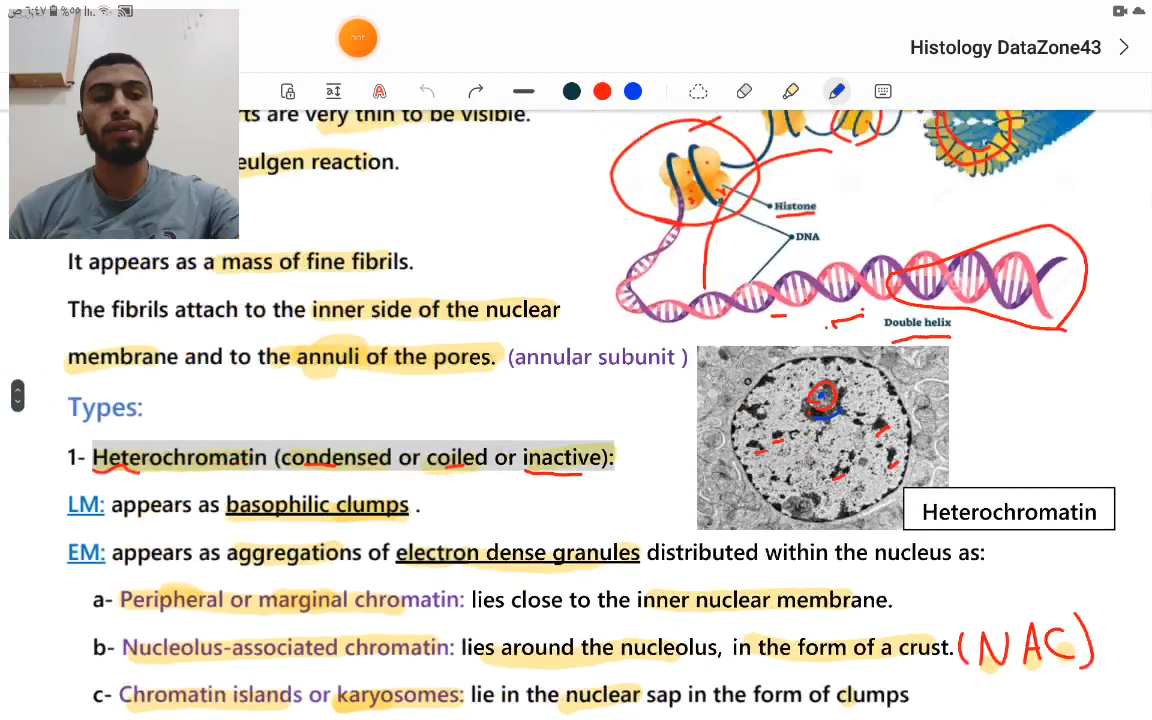 ٦:٤٧ ص %٥٥
Histology DataZone43
rts are very thin to be visible.
eulgen reaction.
Histone
DNA
Double helix
It appears as a mass of fine fibrils.
The fibrils attach to the inner side of the nuclear
membrane and to the annuli of the pores. (annular subunit )
Types:
1- Heterochromatin (condensed or coiled or inactive):
LM: appears as basophilic clumps .
Heterochromatin
EM: appears as aggregations of electron dense granules distributed within the nucleus as:
a- Peripheral or marginal chromatin: lies close to the inner nuclear membrane.
b- Nucleolus-associated chromatin: lies around the nucleolus, in the form of a crust. (NAC)
c- Chromatin islands or karyosomes: lie in the nuclear sap in the form of clumps